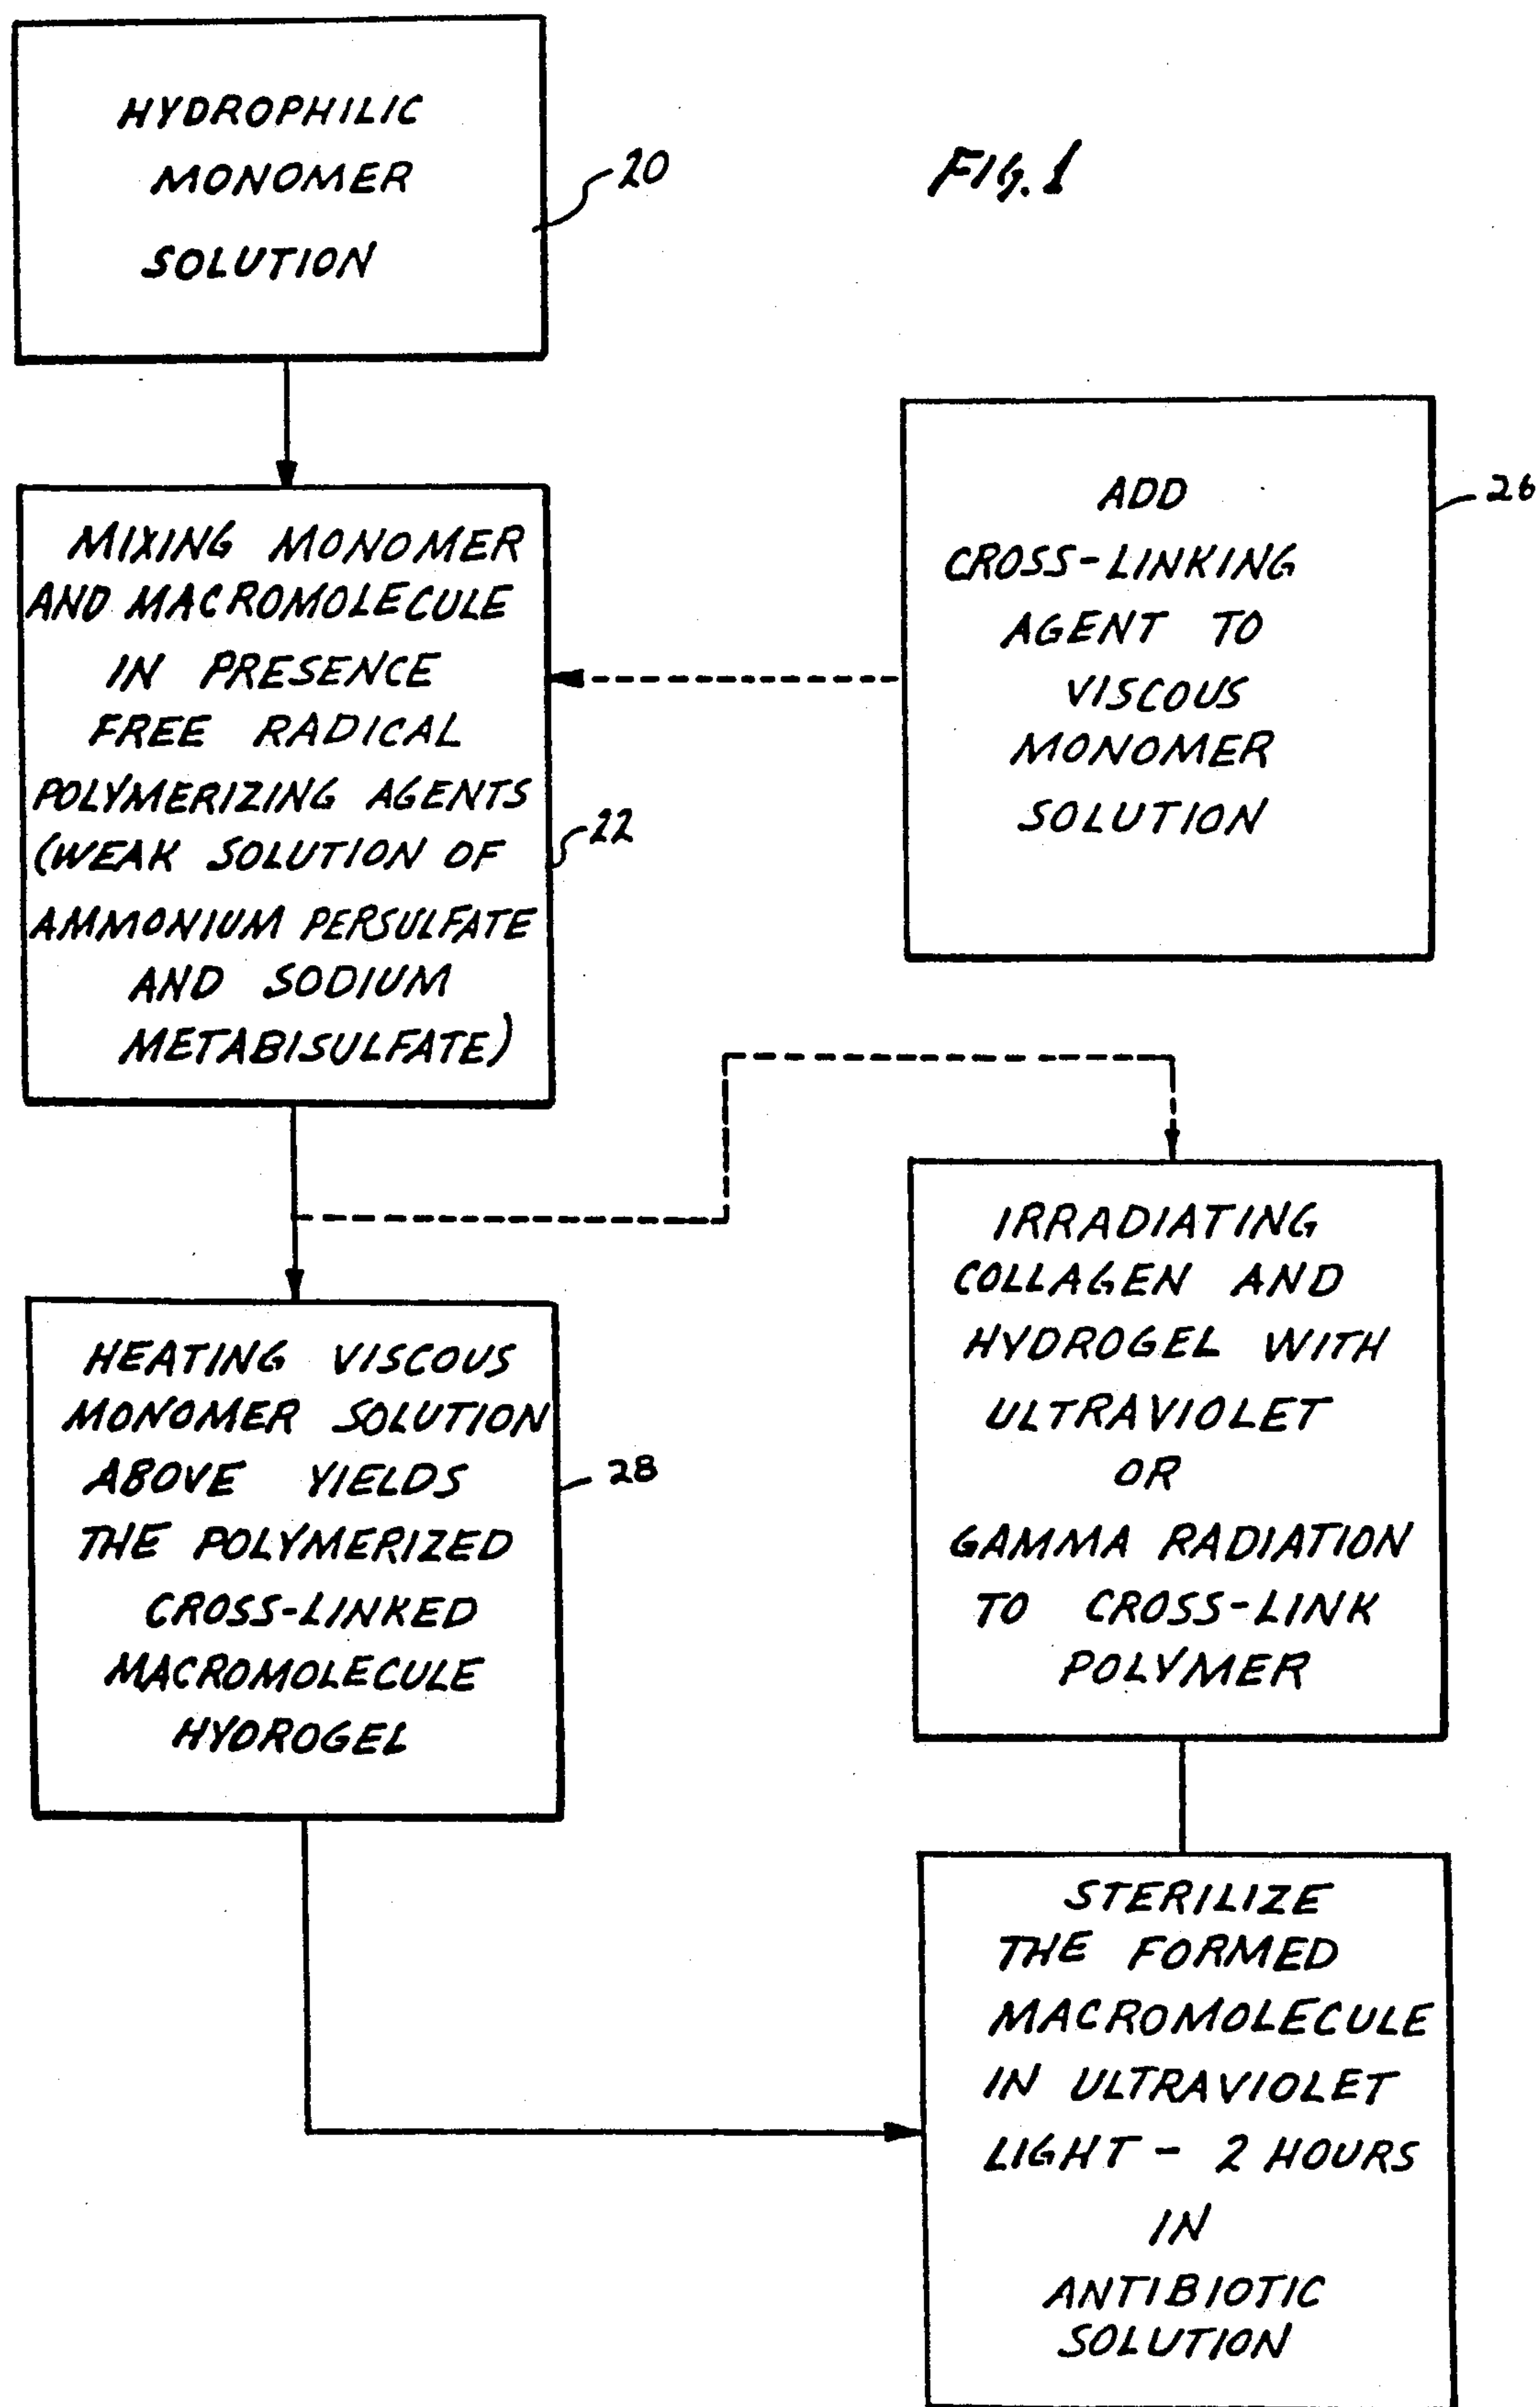 HYDROPHILIC
MONOMER
SOLUTION
20
FIG. 1
MIXING MONOMER
AND MACROMOLECULE
IN PRESENCE
FREE RADICAL
POLYMERIZING AGENTS
(WEAK SOLUTION OF
AMMONIUM PERSULFATE
AND SODIUM
METABISULFATE)
22
ADD
CROSS-LINKING
AGENT TO
VISCOUS
MONOMER
SOLUTION
26
HEATING VISCOUS
MONOMER SOLUTION
ABOVE YIELDS
THE POLYMERIZED
CROSS-LINKED
MACROMOLECULE
HYDROGEL
28
IRRADIATING
COLLAGEN AND
HYDROGEL WITH
ULTRAVIOLET
OR
GAMMA RADIATION
TO CROSS-LINK
POLYMER
STERILIZE
THE FORMED
MACROMOLECULE
IN ULTRAVIOLET
LIGHT - 2 HOURS
IN
ANTIBIOTIC
SOLUTION